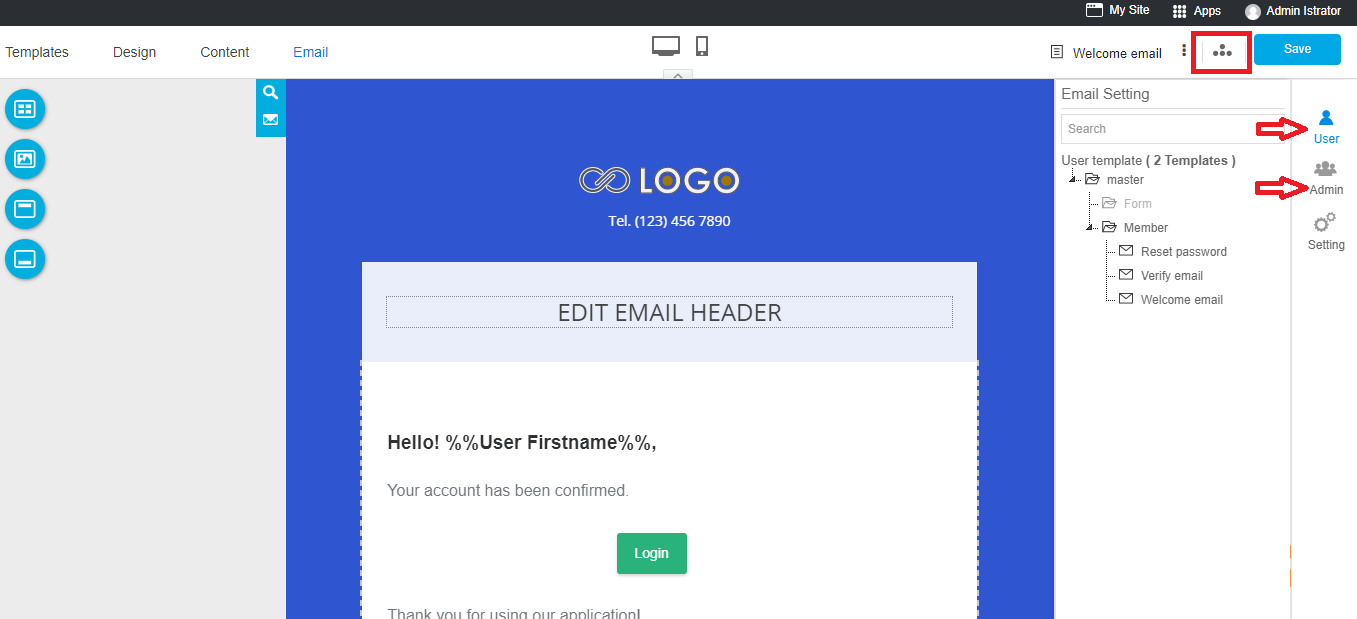 My Site Apps Admin Istrator
Templates Design Content Email
Welcome email
Save
LOGO
Tel. (123) 456 7890
EDIT EMAIL HEADER
Hello! %%User Firstname%%,
Your account has been confirmed.
Login
Thank you for using our application!
Email Setting
Search
User template ( 2 Templates )
master
Form
Member
Reset password
Verify email
Welcome email
User
Admin
Setting